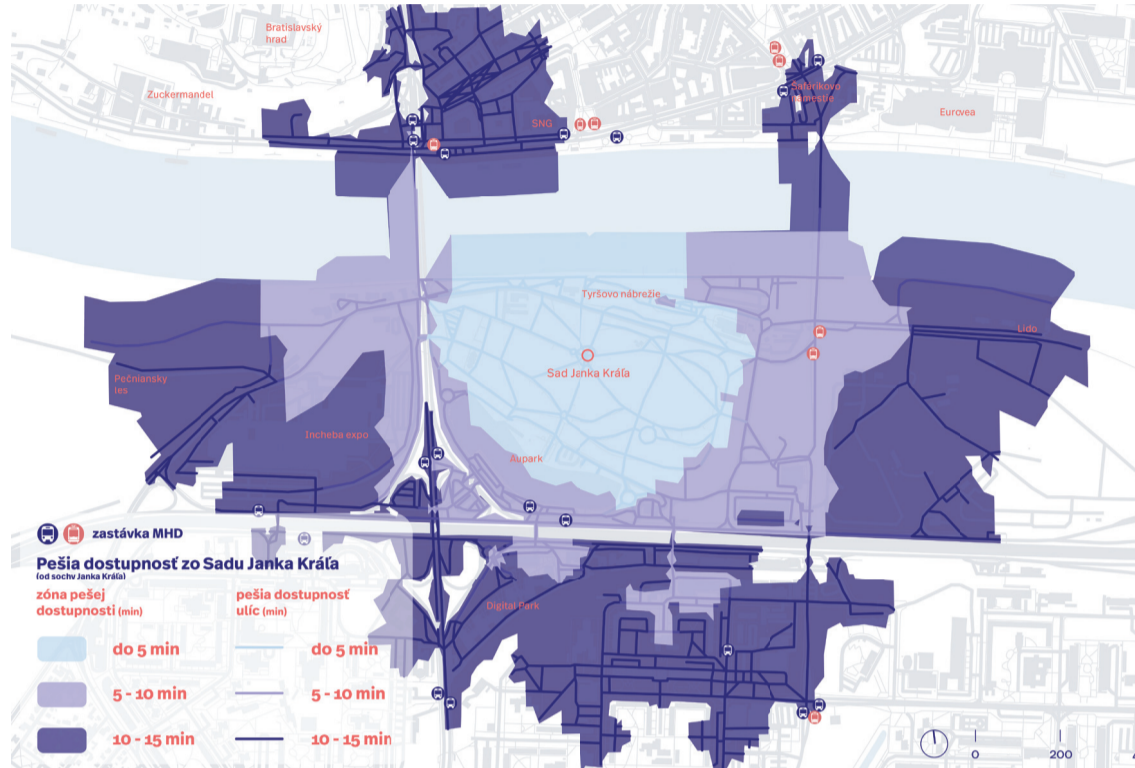 Bratislavský
hrad
Zuckermandel
SNG
Šafárikovo
námestie
Eurovea
Tyršovo nábrežie
Lido
Sad Janka Kráľa
Pečniansky
les
Incheba expo
Aupark
zastávka MHD
Pešia dostupnosť zo Sadu Janka Kráľa
(od sochy Janka Kráľa)
zóna pešej
dostupnosti (min)
pešia dostupnosť
ulíc (min)
do 5 min
do 5 min
5 - 10 min
5 - 10 min
10 - 15 min
10 - 15 min
Digital Park
0
200